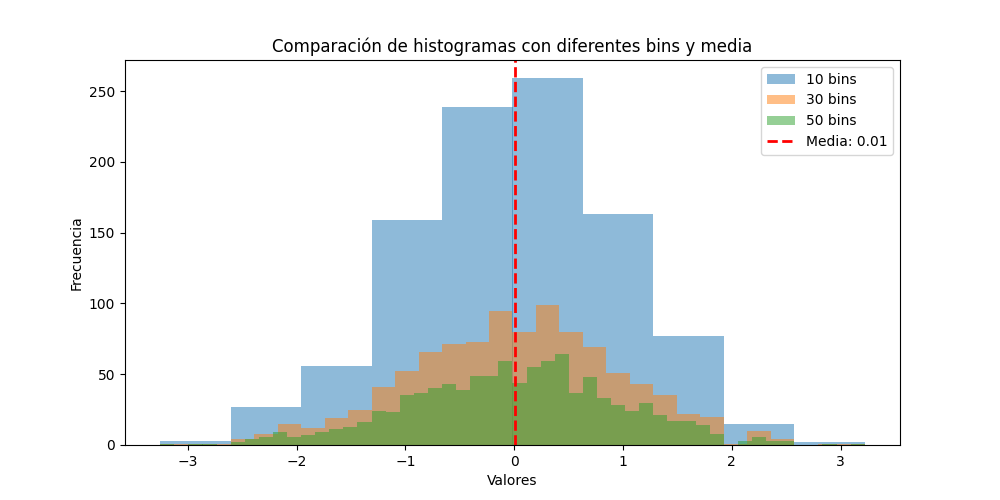 Comparación de histogramas con diferentes bins y media
10 bins
30 bins
50 bins
Media: 0.01
Frecuencia
250
200
150
100
50
0
−3
−2
−1
0
1
2
3
Valores